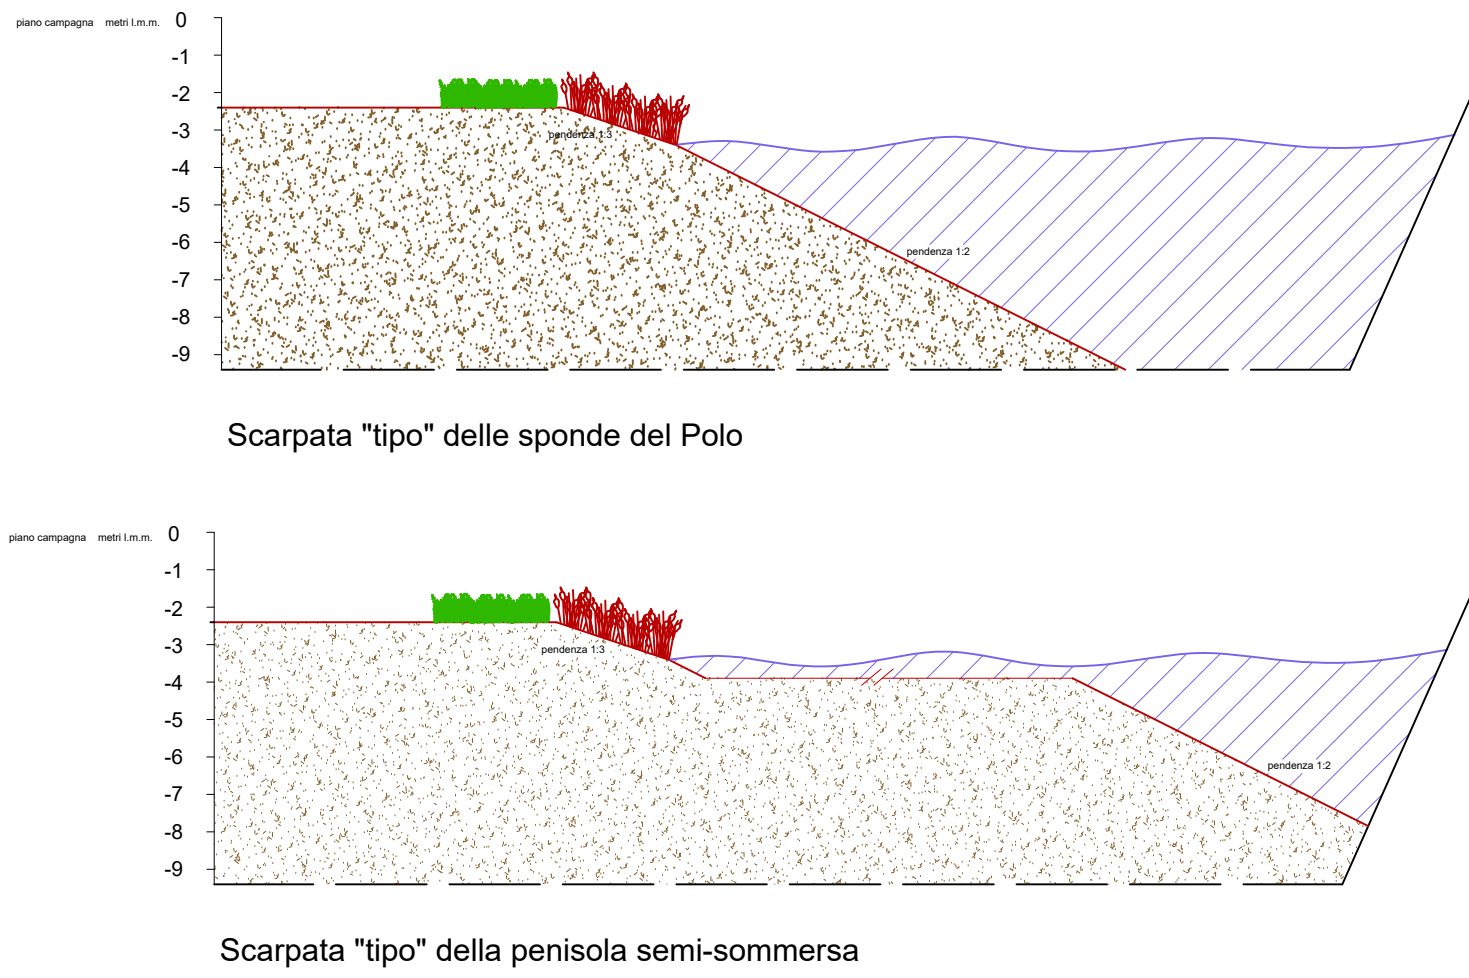 piano campagna metri l.m.m. 0
-1
-2
-3
pendenza 1:3
-4
-5
-6
pendenza 1:2
-7
-8
-9
Scarpata "tipo" delle sponde del Polo
piano campagna metri l.m.m. 0
-1
-2
-3
pendenza 1:3
-4
-5
-6
pendenza 1:2
-7
-8
-9
Scarpata "tipo" della penisola semi-sommersa